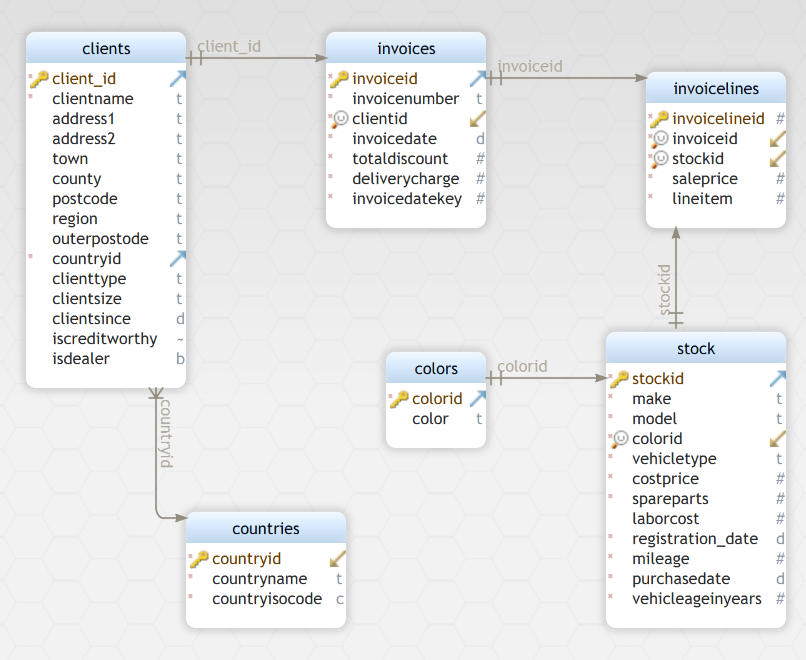 clients
client_id
clientname t
address1 t
address2 t
town t
county t
postcode t
region t
outerpostode t
countryid
clienttype t
clientsize t
clientsince d
iscreditworthy ~
isdealer b
client_id
invoices
invoiceid
invoicenumber t
clientid
invoicedate d
totaldiscount #
deliverycharge #
invoicedatekey #
invoiceid
invoicelines
invoicelineid #
invoiceid
stockid
saleprice #
lineitem #
stockid
colors
colorid
color t
colorid
stock
stockid
make t
model t
colorid
vehicletype t
costprice #
spareparts #
laborcost #
registration_date d
mileage #
purchasedate d
vehicleageinyears #
countryid
countries
countryid
countryname t
countryisocode c